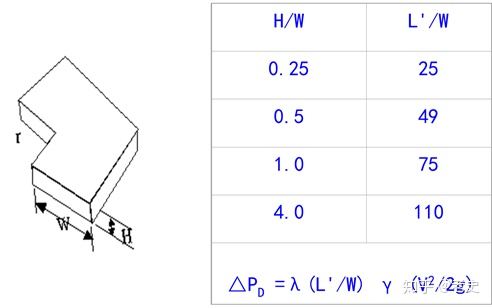 r
W
H
H/W L'/W
0.25 25
0.5 49
1.0 75
4.0 110
△P_D =λ(L'/W) γ (V²/2g)